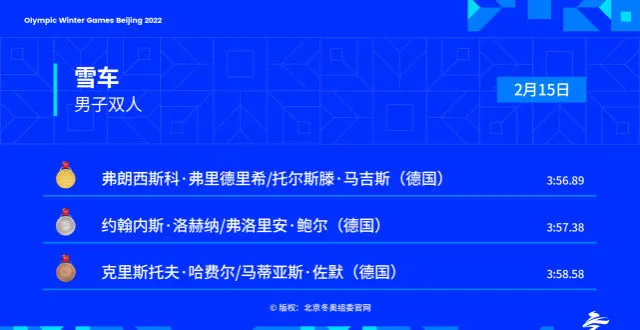 Olympic Winter Games Beijing 2022
雪车
男子双人
2月15日
弗朗西斯科·弗里德里希/托尔斯滕·马吉斯（德国） 3:56.89
约翰内斯·洛赫纳/弗洛里安·鲍尔（德国） 3:57.38
克里斯托夫·哈费尔/马蒂亚斯·佐默（德国） 3:58.58
© 版权：北京冬奥组委官网